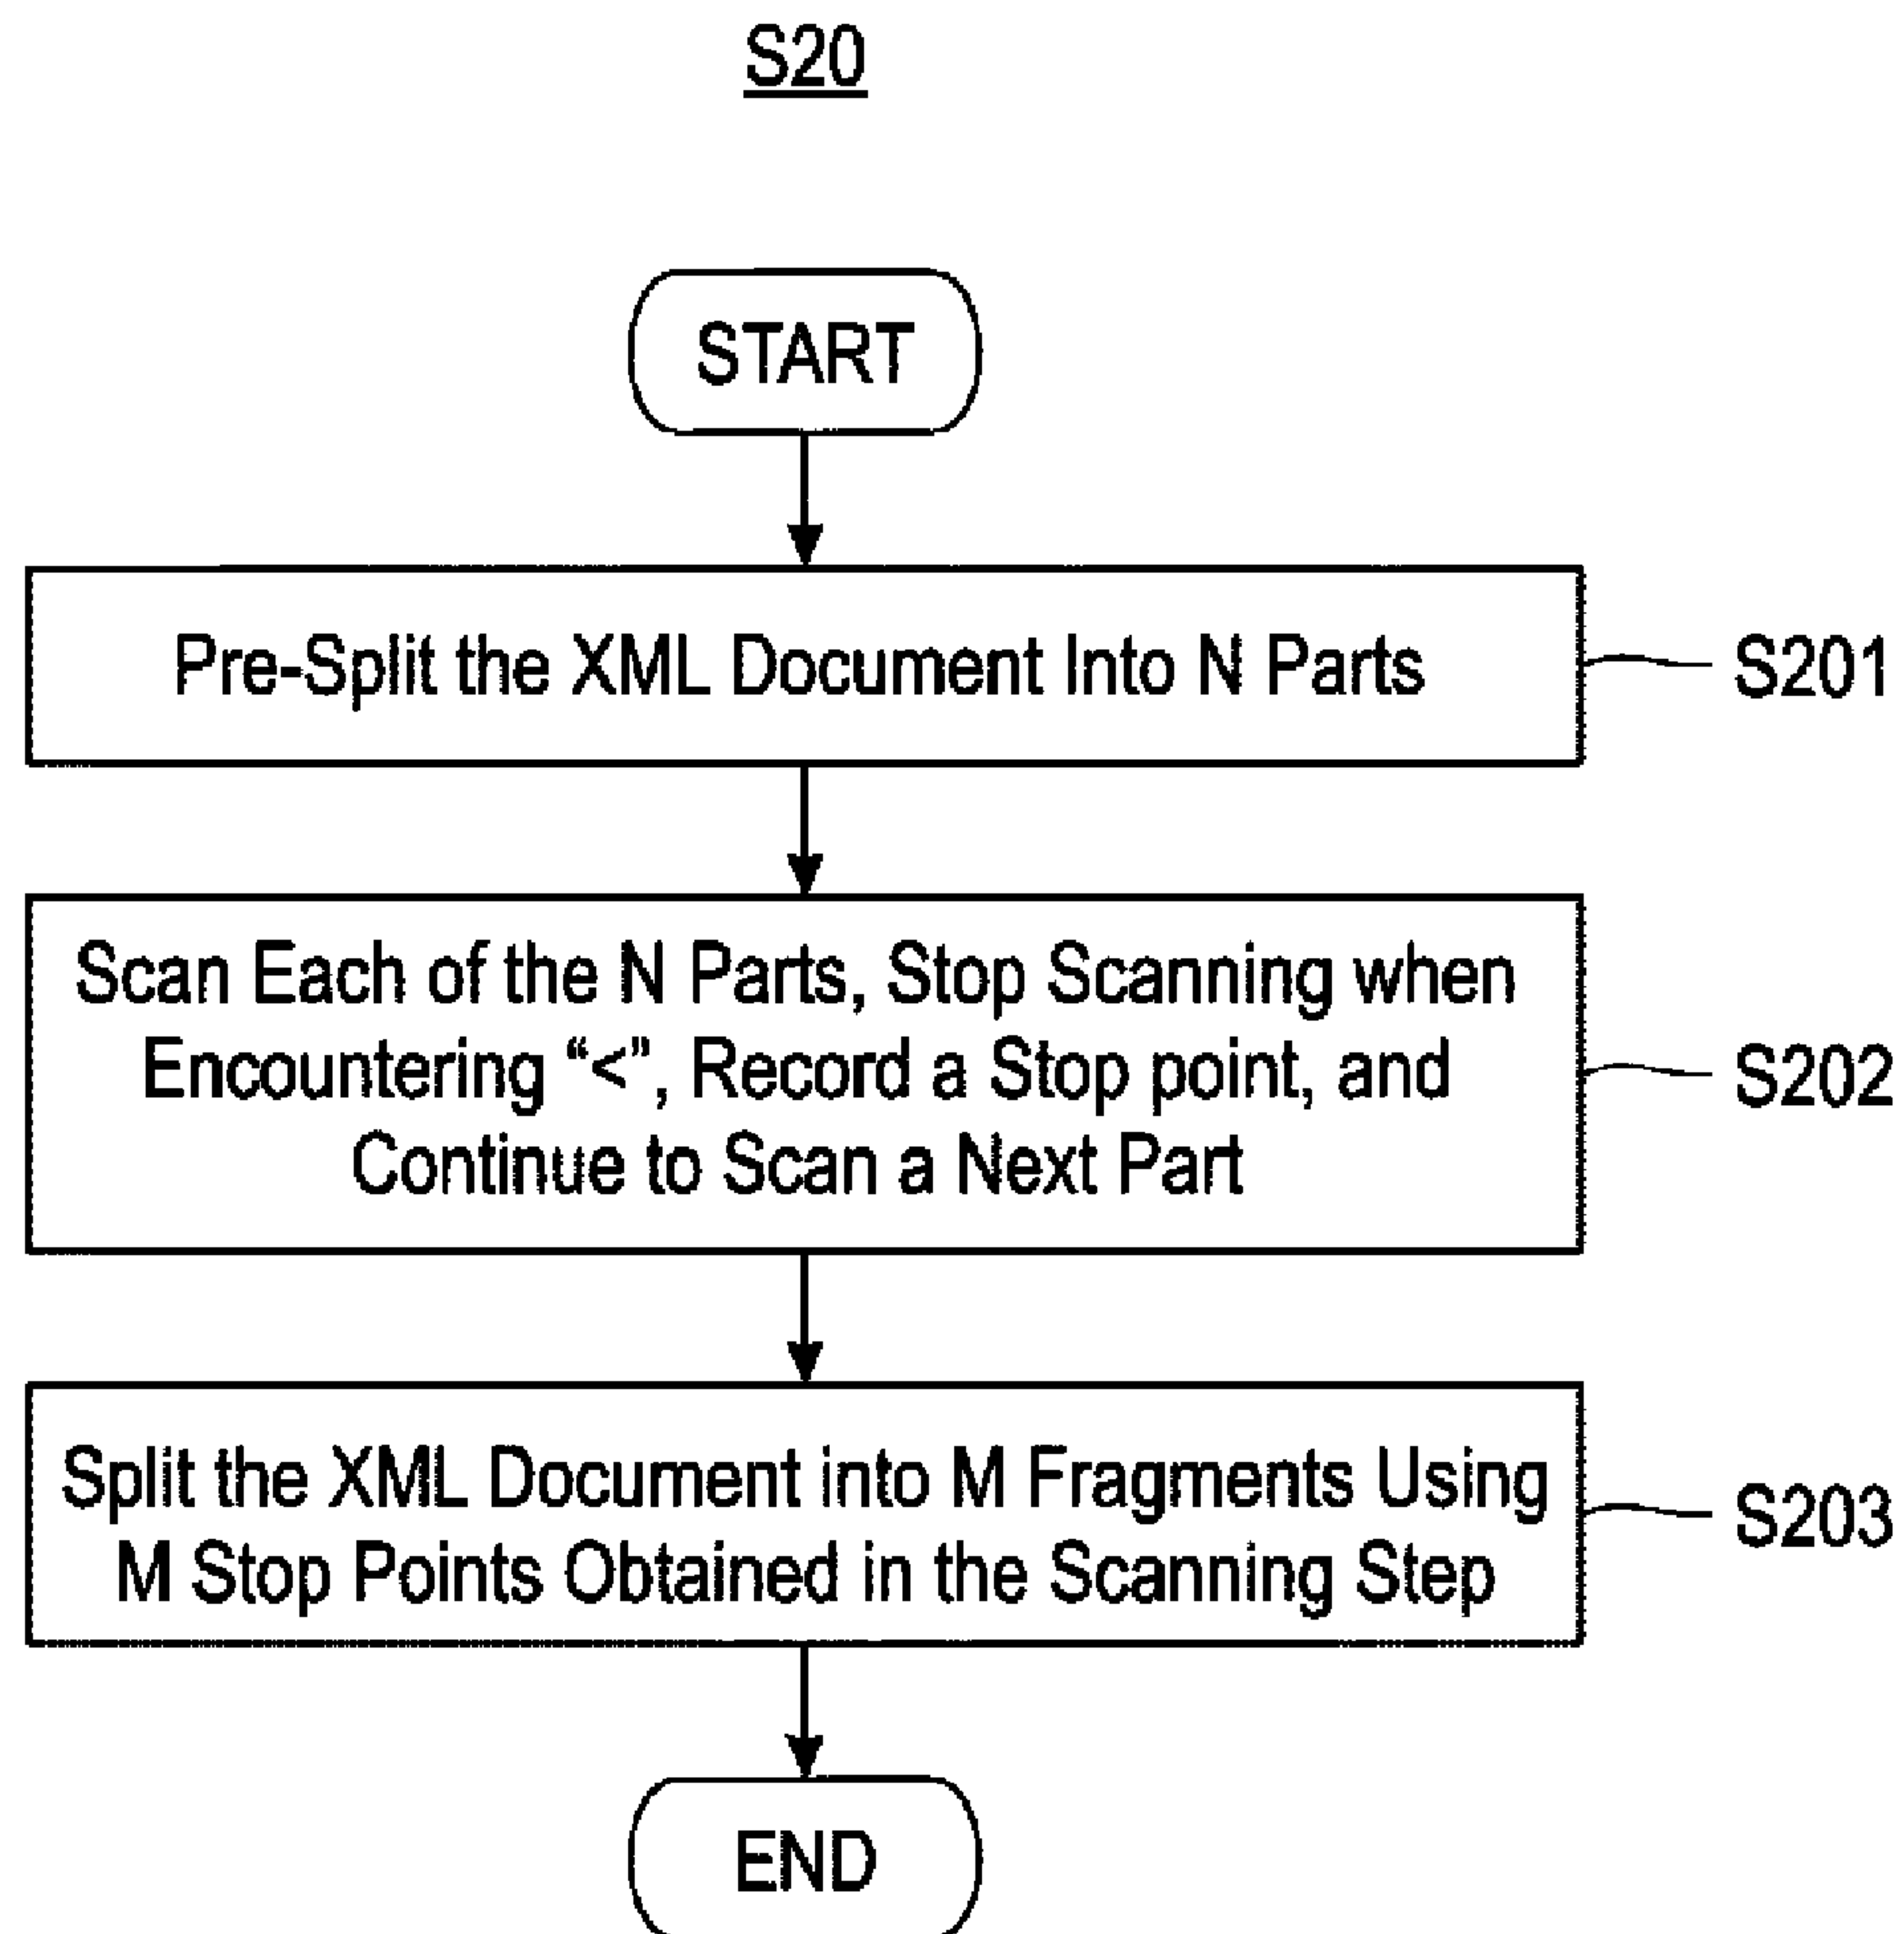 S20
START
Pre-Split the XML Document Into N Parts
S201
Scan Each of the N Parts, Stop Scanning when
Encountering “<”, Record a Stop point, and
Continue to Scan a Next Part
S202
Split the XML Document into M Fragments Using
M Stop Points Obtained in the Scanning Step
S203
END